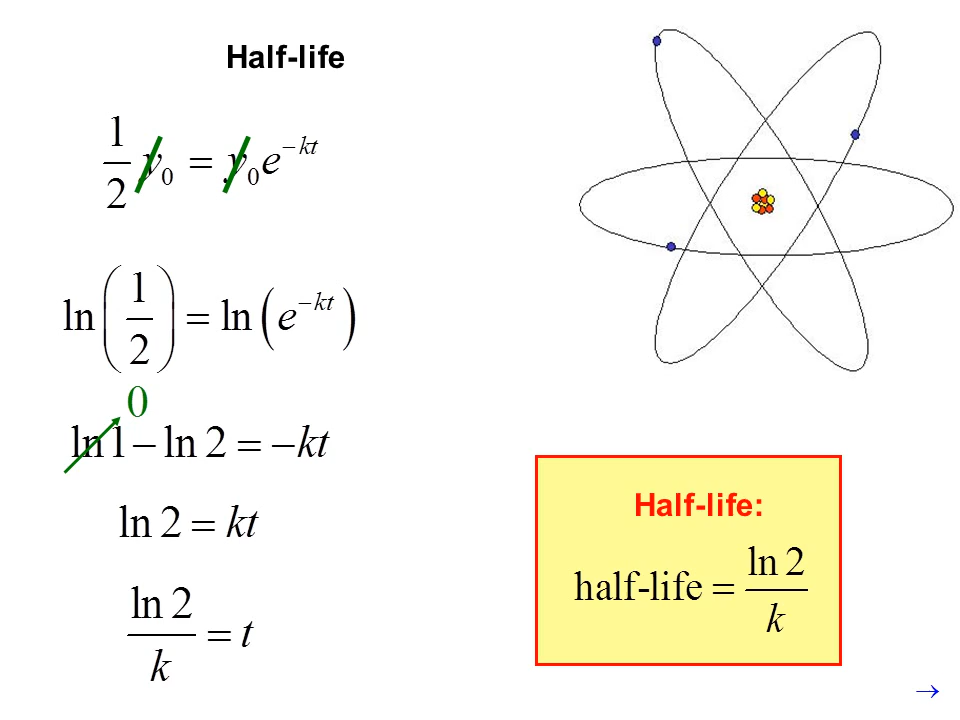 Half-life
1/2 y₀ = y₀e^(−kt)
ln(1/2) = ln(e^(−kt))
0
ln 1 − ln 2 = −kt
ln 2 = kt
ln 2/k = t
Half-life:
half-life = ln 2/k
→